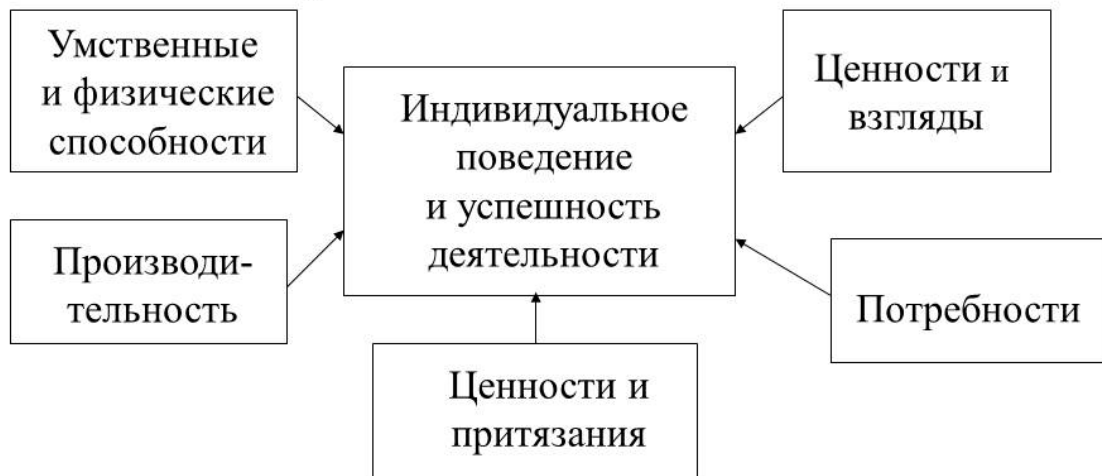 Умственные
и физические
способности
Индивидуальное
поведение
и успешность
деятельности
Ценности и
взгляды
Производи-
тельность
Потребности
Ценности и
притязания